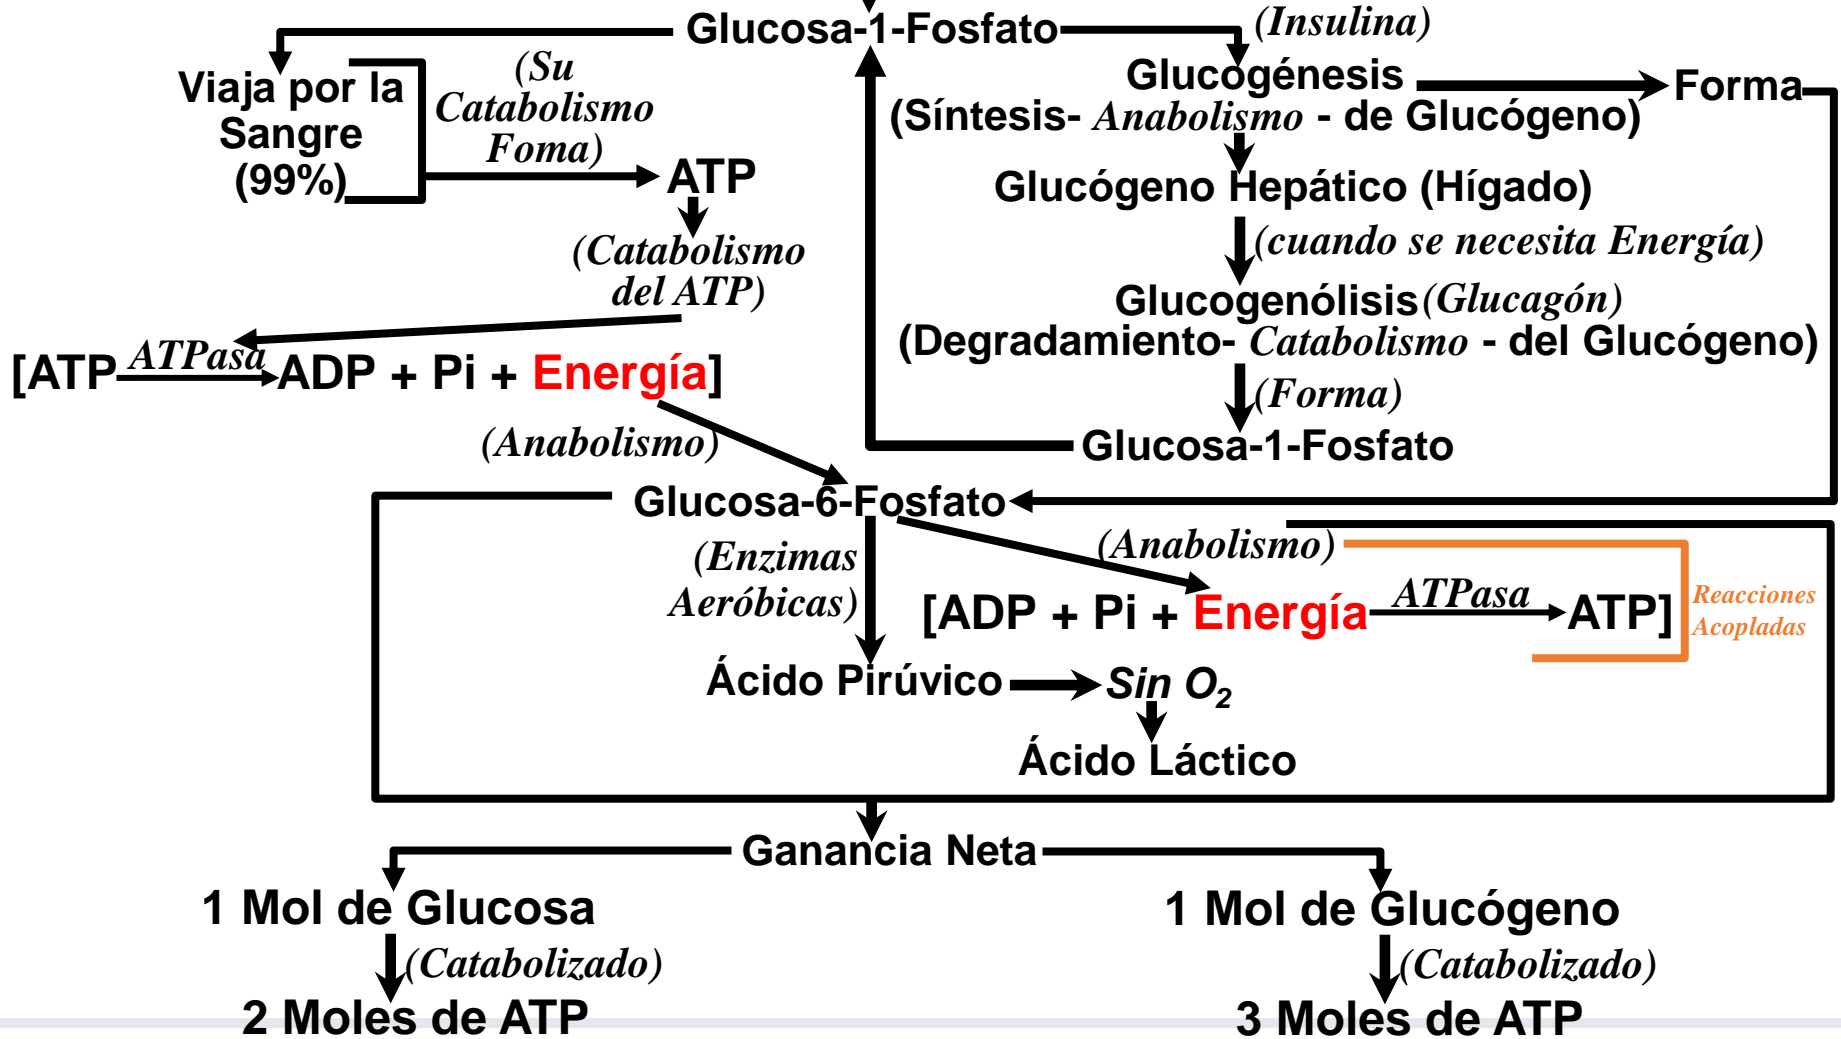 Glucosa-1-Fosfato
(Insulina)
Viaja por la
Sangre
(99%)
(Su
Catabolismo
Foma)
ATP
(Catabolismo
del ATP)
[ATP ATPasa ADP + Pi + Energía]
(Anabolismo)
Glucogénesis
(Síntesis- Anabolismo - de Glucógeno)
Forma
Glucógeno Hepático (Hígado)
(cuando se necesita Energía)
Glucogenólisis (Glucagón)
(Degradamiento- Catabolismo - del Glucógeno)
(Forma)
Glucosa-1-Fosfato
Glucosa-6-Fosfato
(Enzimas
Aeróbicas)
(Anabolismo)
[ADP + Pi + Energía ATPasa ATP]
Reacciones
Acopladas
Ácido Pirúvico
Sin O2
Ácido Láctico
Ganancia Neta
1 Mol de Glucosa
(Catabolizado)
2 Moles de ATP
1 Mol de Glucógeno
(Catabolizado)
3 Moles de ATP